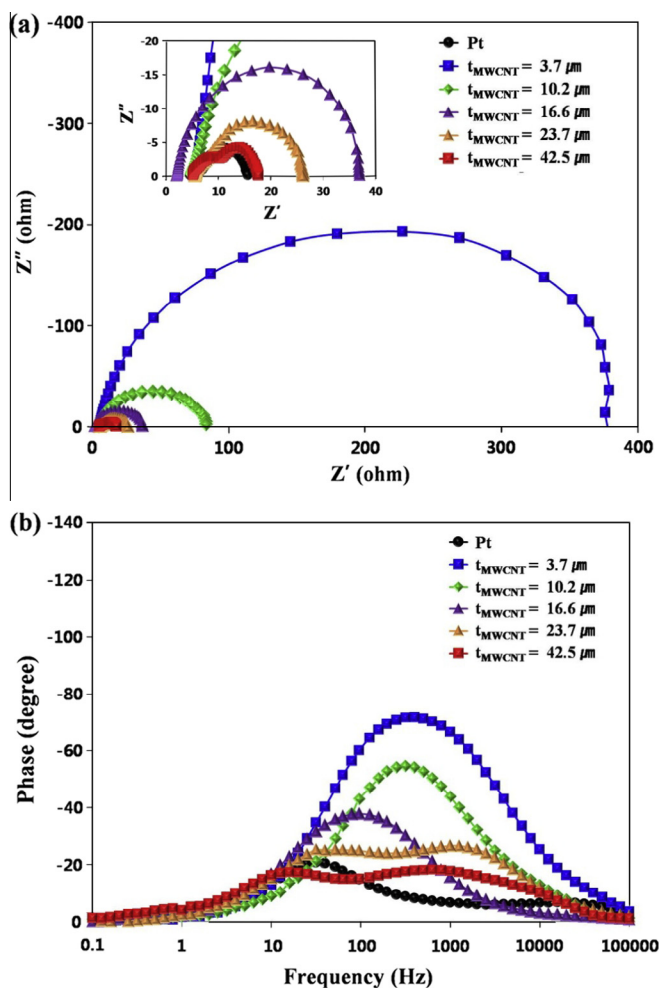 (a)
-400
-300
-200
-100
0
Z'' (ohm)
0 100 200 300 400
Z' (ohm)
-20
-15
-10
-5
0
Z''
0 10 20 30 40
Z'
Pt
tMWCNT = 3.7 ㎛
tMWCNT = 10.2 ㎛
tMWCNT = 16.6 ㎛
tMWCNT = 23.7 ㎛
tMWCNT = 42.5 ㎛
(b)
-140
-120
-100
-80
-60
-40
-20
0
Phase (degree)
Pt
tMWCNT = 3.7 ㎛
tMWCNT = 10.2 ㎛
tMWCNT = 16.6 ㎛
tMWCNT = 23.7 ㎛
tMWCNT = 42.5 ㎛
0.1 1 10 100 1000 10000 100000
Frequency (Hz)